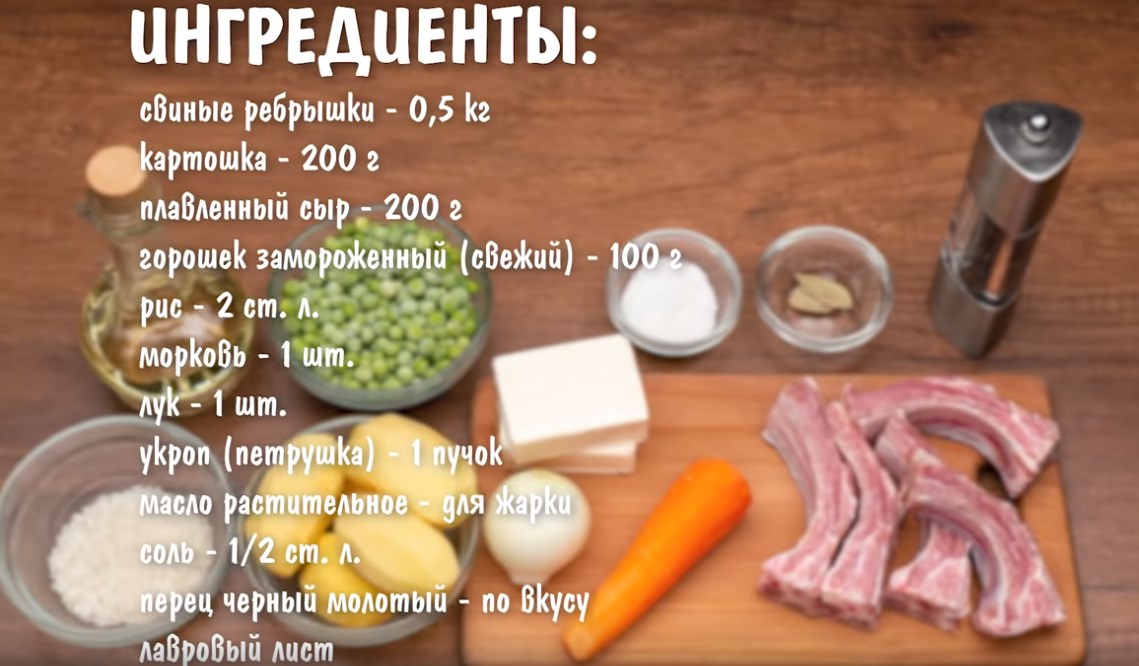 ИНГРЕДИЕНТЫ:
свиные ребрышки - 0,5 кг
картошка - 200 г
плавленный сыр - 200 г
горошек замороженный (свежий) - 100 г
рис - 2 ст. л.
морковь - 1 шт.
лук - 1 шт.
укроп (петрушка) - 1 пучок
масло растительное - для жарки
соль - 1/2 ст. л.
перец черный молотый - по вкусу
лавровый лист